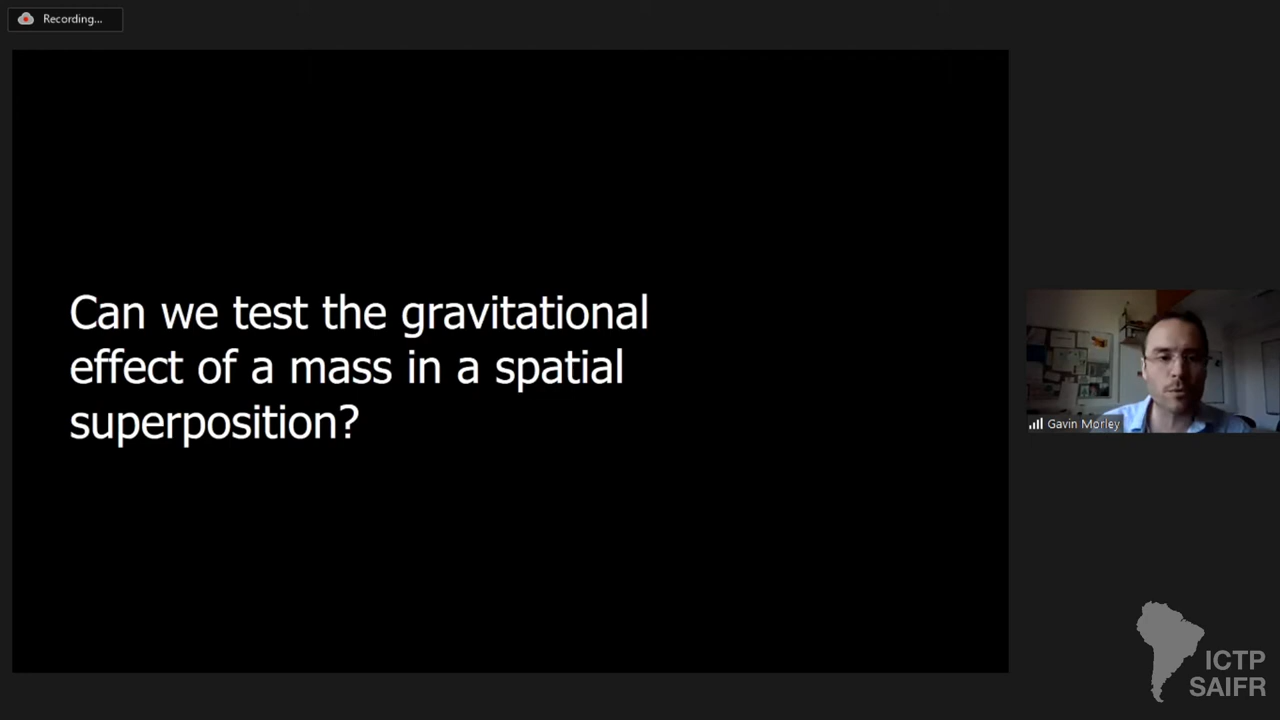 Recording...
Can we test the gravitational
effect of a mass in a spatial
superposition?
Gavin Morley
ICTP
SAIFR